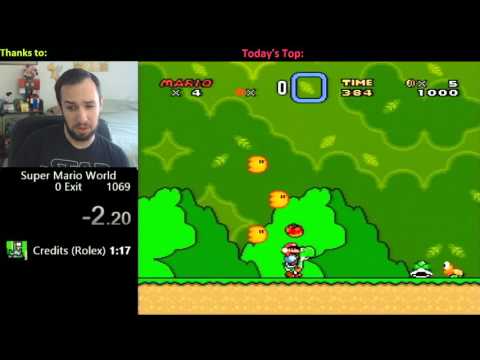 Thanks to:
Today's Top:
MARIO
x 4
x
0
TIME
384
x 5
1000
Super Mario World
0 Exit 1069
-2.20
Credits (Rolex) 1:17